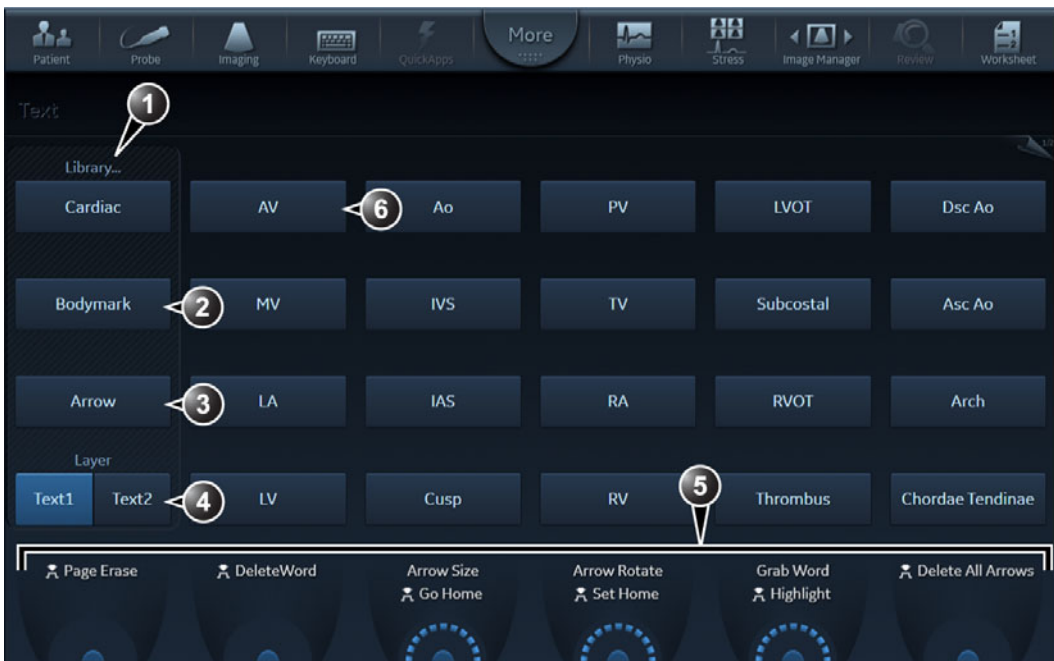 Patient
Probe
Imaging
Keyboard
QuickApps
More
Physio
Stress
Image Manager
Review
Worksheet
Text
1
1/2
Library...
Cardiac
AV
6
Ao
PV
LVOT
Dsc Ao
Bodymark
2
MV
IVS
TV
Subcostal
Asc Ao
Arrow
3
LA
IAS
RA
RVOT
Arch
Layer
Text1
Text2
4
LV
Cusp
RV
5
Thrombus
Chordae Tendinae
Page Erase
DeleteWord
Arrow Size
Go Home
Arrow Rotate
Set Home
Grab Word
Highlight
Delete All Arrows